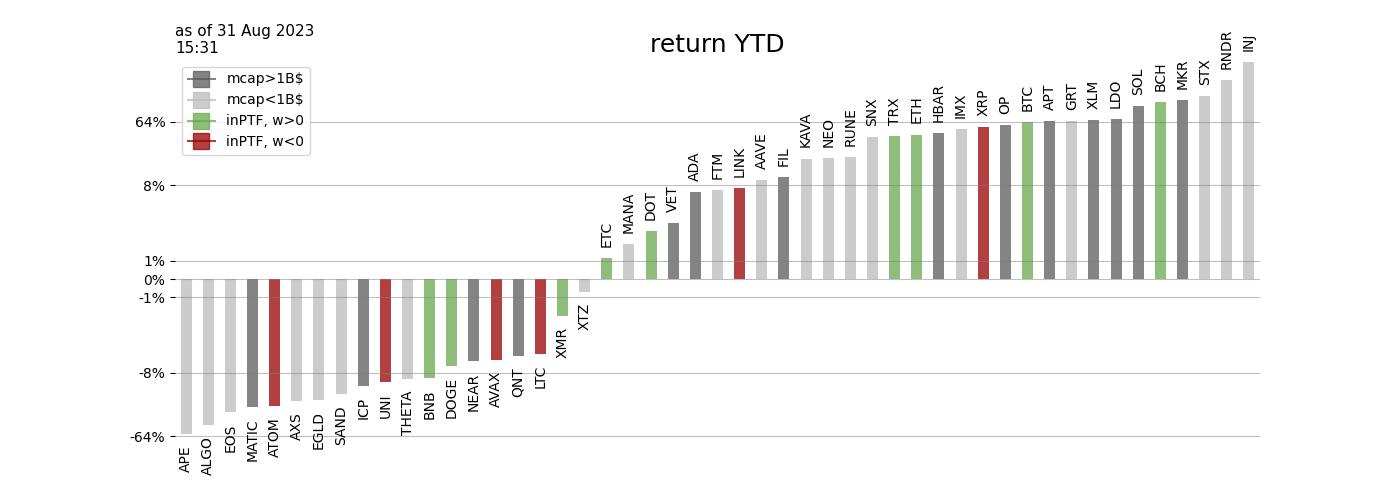 as of 31 Aug 2023
15:31
return YTD
mcap>1B$
mcap<1B$
inPTF, w>0
inPTF, w<0
64%
8%
1%
0%
-1%
-8%
-64%
APE
ALGO
EOS
MATIC
ATOM
AXS
EGLD
SAND
ICP
UNI
THETA
BNB
DOGE
NEAR
AVAX
QNT
LTC
XMR
XTZ
ETC
MANA
DOT
VET
ADA
FTM
LINK
AAVE
FIL
KAVA
NEO
RUNE
SNX
TRX
ETH
HBAR
IMX
XRP
OP
BTC
APT
GRT
XLM
LDO
SOL
BCH
MKR
STX
RNDR
INJ